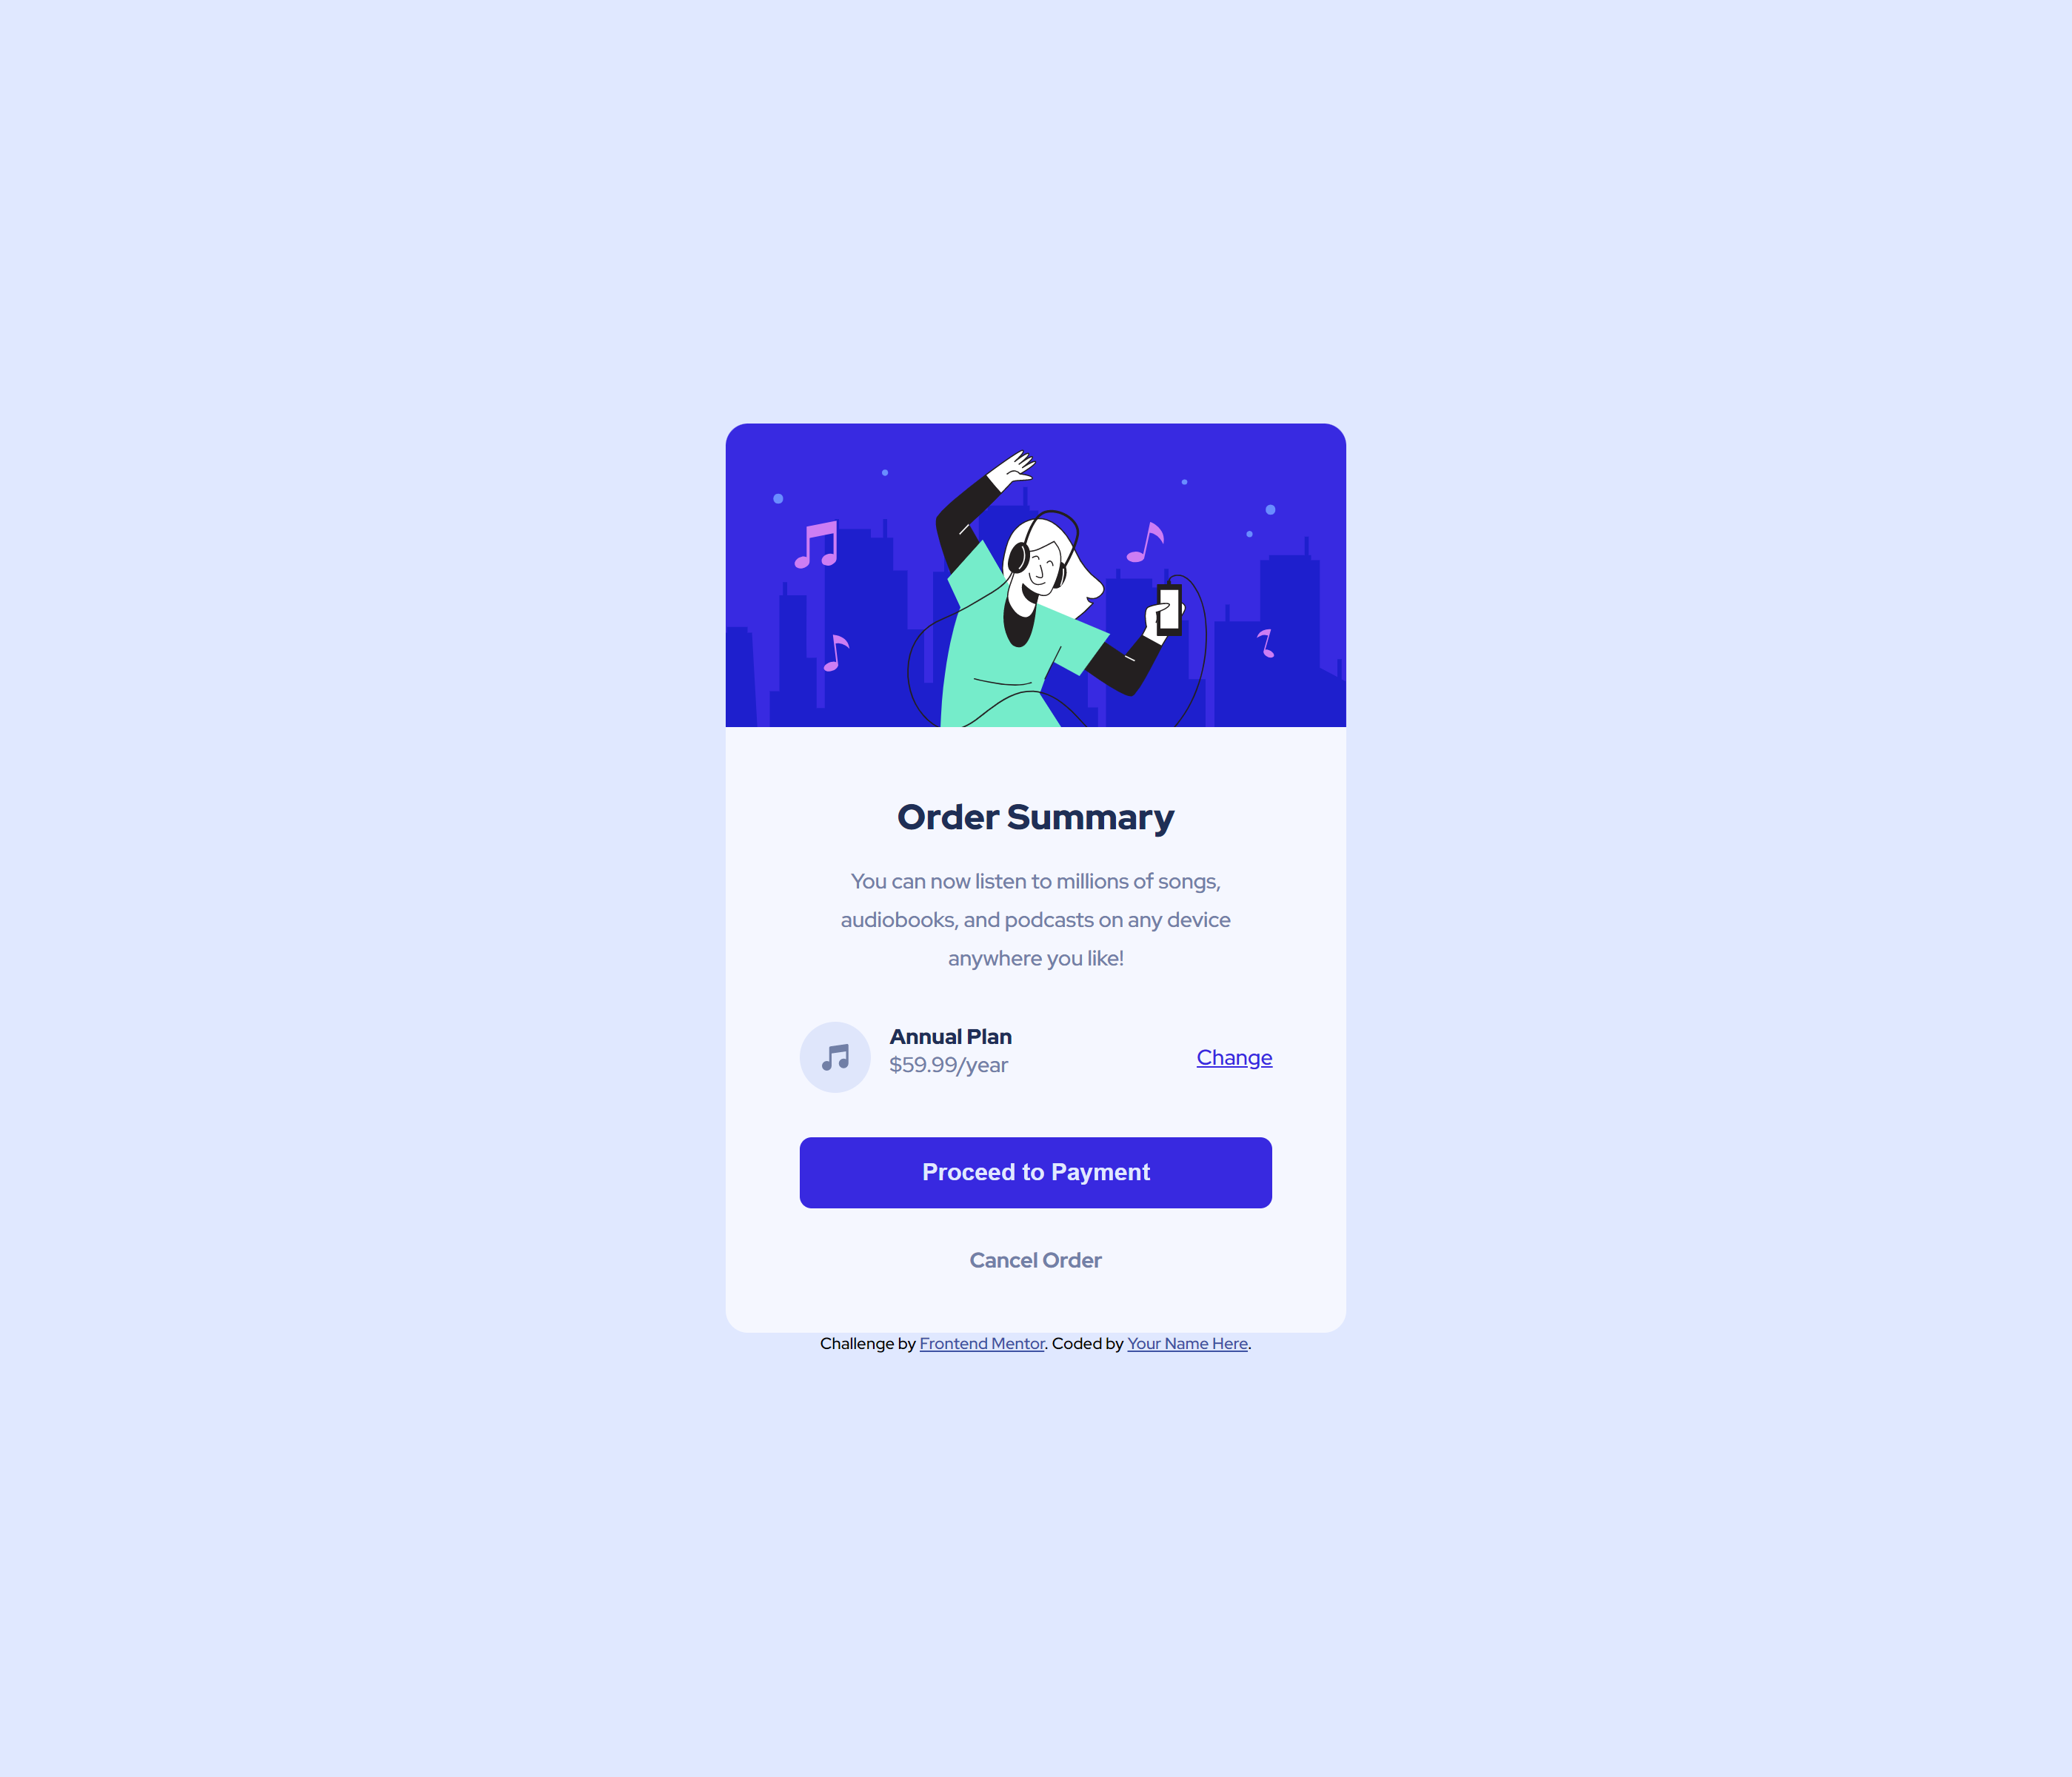 Order Summary
You can now listen to millions of songs,
audiobooks, and podcasts on any device
anywhere you like!
Annual Plan
$59.99/year
Change
Proceed to Payment
Cancel Order
Challenge by Frontend Mentor. Coded by Your Name Here.